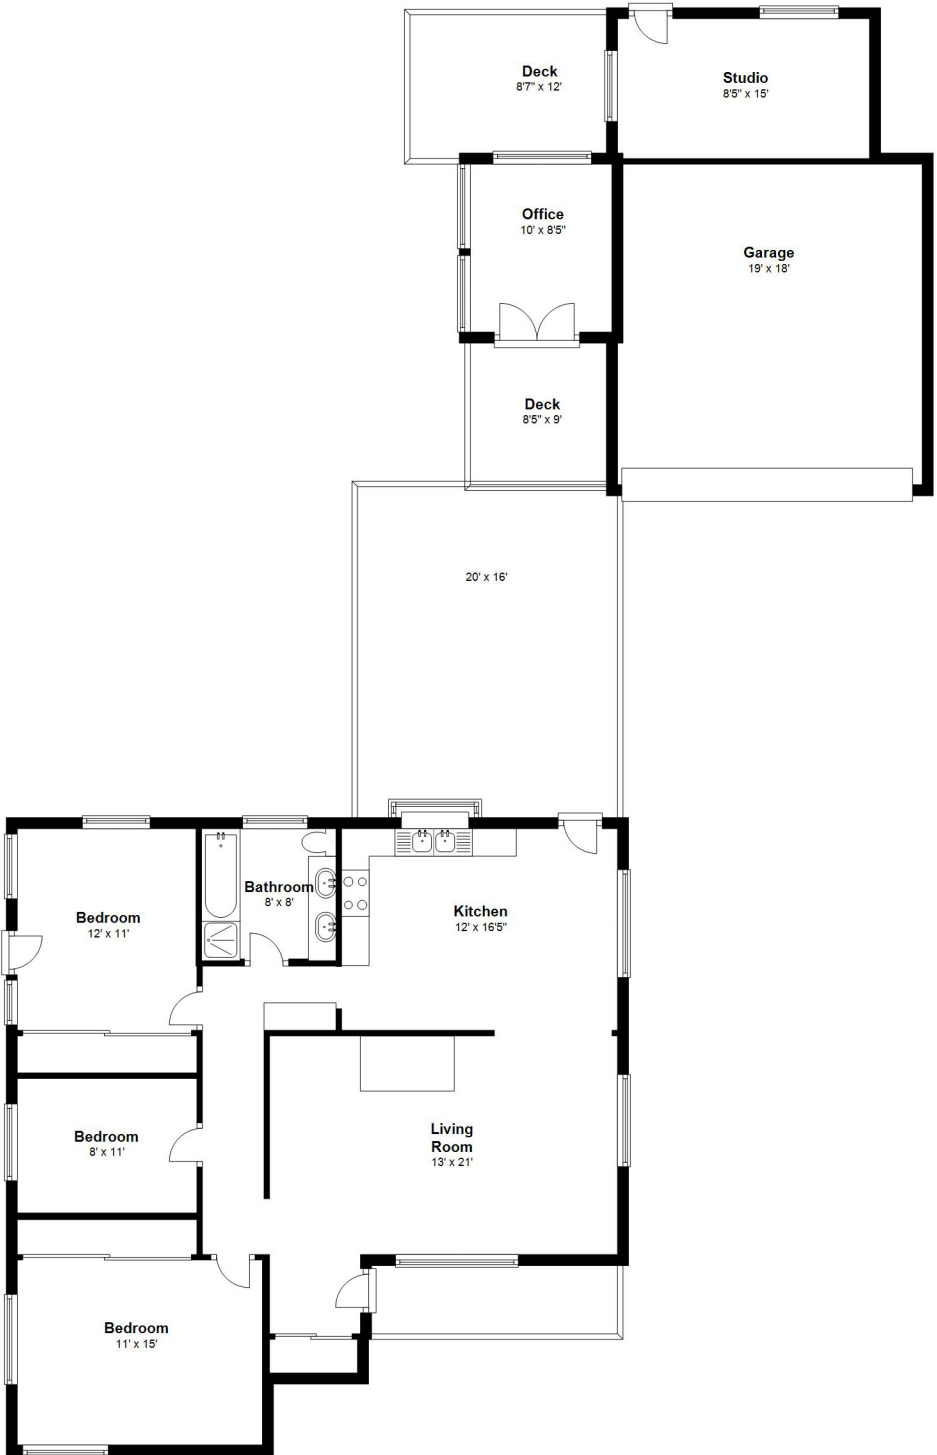 Deck
8'7" x 12'
Studio
8'5" x 15'
Office
10' x 8'5"
Garage
19' x 18'
Deck
8'5" x 9'
20' x 16'
Bathroom
8' x 8'
Bedroom
12' x 11'
Kitchen
12' x 16'5"
Bedroom
8' x 11'
Living
Room
13' x 21'
Bedroom
11' x 15'